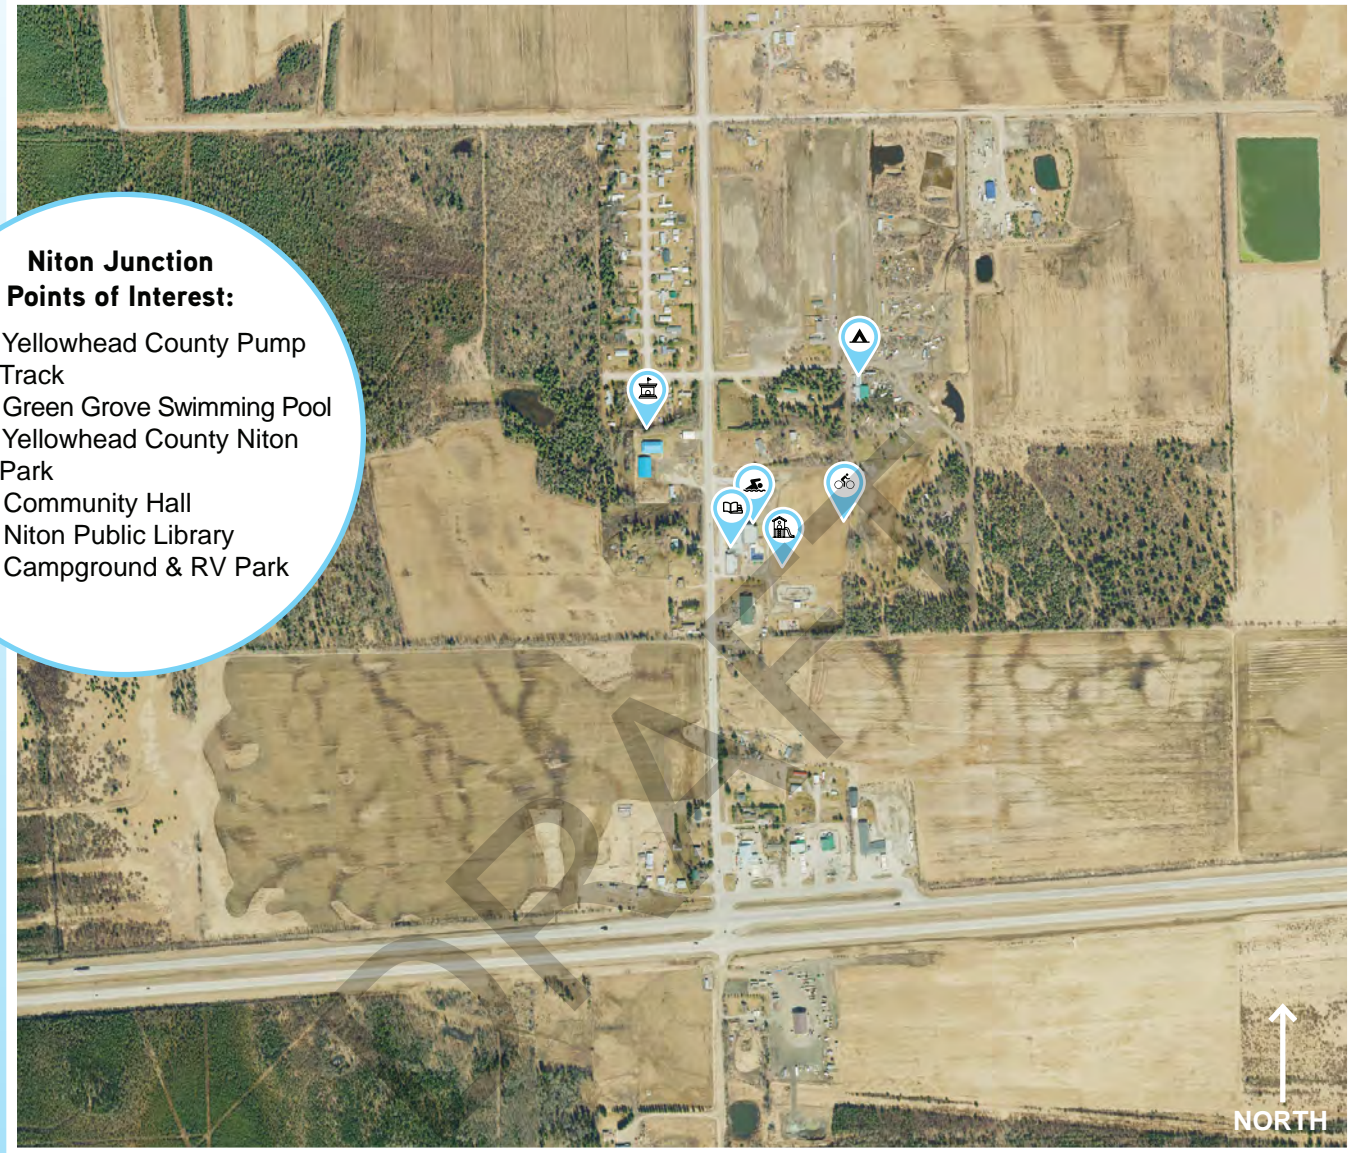 Niton Junction
Points of Interest:
Yellowhead County Pump
Track
Green Grove Swimming Pool
Yellowhead County Niton
Park
Community Hall
Niton Public Library
Campground & RV Park
DRAFT
NORTH